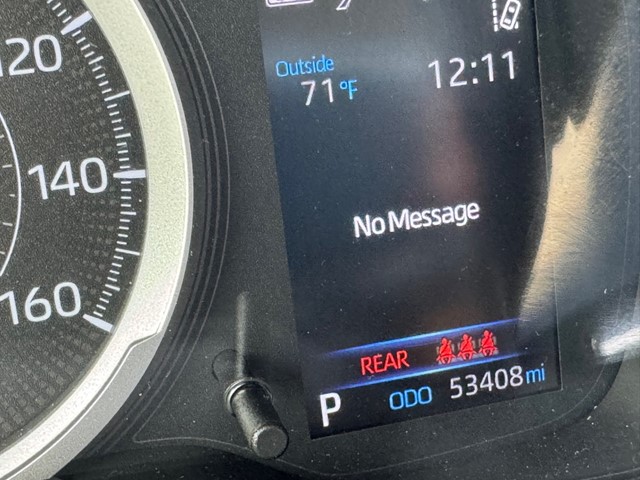 120
140
160
Outside
71°F
12:11
No Message
REAR
P
ODO 53408 mi